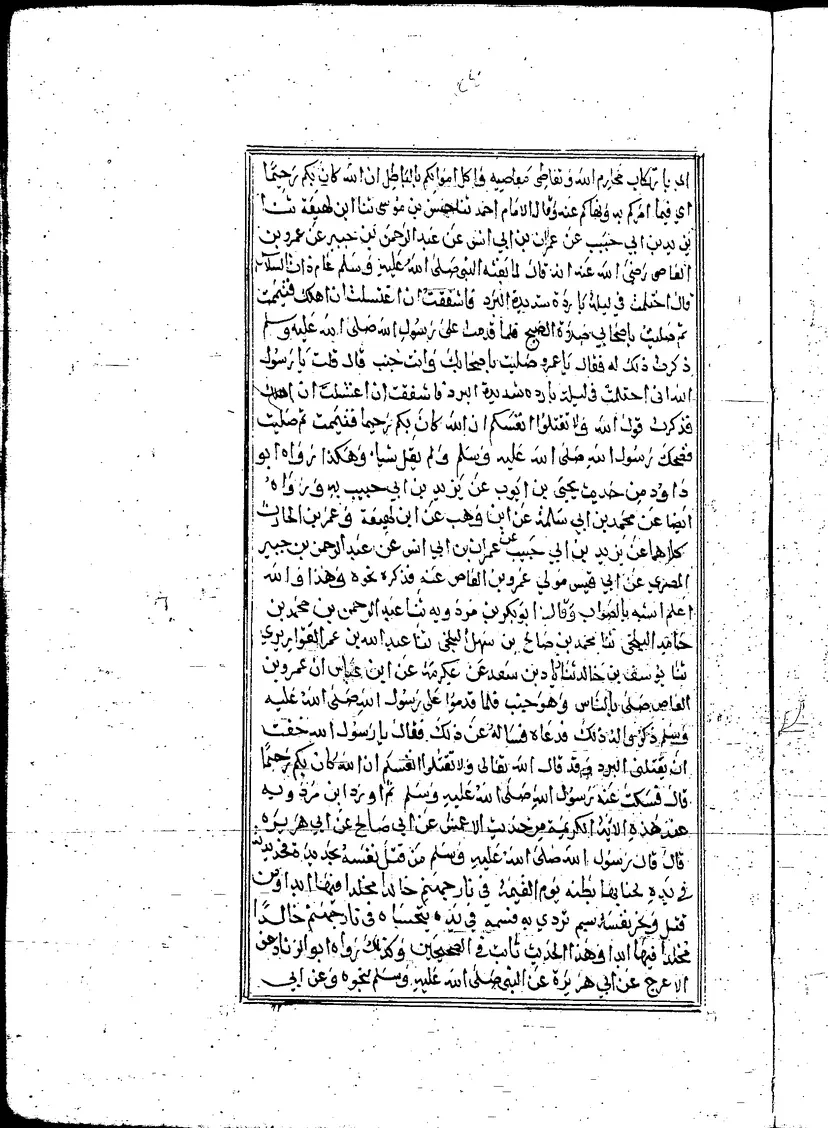 الى بارتكاب محارم الله وتعاطي معاصيه واكل اموالكم بالباطل ان الله كان بكم رحيما
اي فيما امركم به ونهاكم عنه وقال الامام احمد ثنا حسن بن موسى ثنا ابن لهيعة ثنا
يزيد بن ابي حبيب عن عمران بن ابي انس عن عبد الرحمن بن جبير عن عمرو بن
العاص رضي الله عنه انه قال لما بعثه النبي صلى الله عليه وسلم عام ذات السلاسل
قال احتلمت في ليلة باردة شديدة البرد فاشفقت ان اغتسلت ان اهلك فتيممت
ثم صليت باصحابي صلاة الصبح فلما قدمت على رسول الله صلى الله عليه وسلم
ذكرت ذلك له فقال يا عمرو صليت باصحابك وانت جنب قال قلت يا رسول
الله اني احتلمت في ليلة باردة شديدة البرد فاشفقت ان اغتسلت ان اهلك
فذكرت قول الله ولا تقتلوا انفسكم ان الله كان بكم رحيما فتيممت ثم صليت
فضحك رسول الله صلى الله عليه وسلم ولم يقل شيا وهكذا رواه ابو
داود من حديث يحيى بن ايوب عن يزيد بن ابي حبيب به ورواه
ايضا عن محمد بن ابي سلمة عن ابن وهب عن ابن لهيعة وعمر بن الحارث
كلاهما عن يزيد بن ابي حبيب عن عمران بن ابي انس عن عبد الرحمن بن جبير
المصري عن ابي قيس مولي عمرو بن العاص عنه فذكره نحوه وهذا والله
اعلم اشبه بالصواب وقال ابو بكر بن مردويه ثنا عبد الرحمن بن محمد بن
حامد البلخي ثنا محمد بن صالح بن سهل البلخي ثنا عبد الله بن عمر القواريري
ثنا يوسف بن خالد ثنا زياد بن سعد عن عكرمة عن ابن عباس ان عمرو بن
العاص صلى بالناس وهو جنب فلما قدموا على رسول الله صلى الله عليه
وسلم ذكروا له ذلك فدعاه فساله عن ذلك فقال يا رسول الله خفت
ان يقتلني البرد وقد قال الله تعالى ولا تقتلوا انفسكم ان الله كان بكم رحيما
قال فسكت عنه رسول الله صلى الله عليه وسلم ثم اورد ابن مردويه
عند هذه الاية الكريمة من حديث الاعمش عن ابي صالح عن ابي هريرة
قال قال رسول الله صلى الله عليه وسلم من قتل نفسه بحديدة فحديدته
في يده يجابها بطنه يوم القيمة في نار جهنم خالدا مخلدا فيها ابدا ومن
قتل نفسه بسم تردي به فسمه في يده يتحساه في نار جهنم خالدا
مخلدا فيها ابدا وهذا الحديث ثابت في الصحيحين وكذلك رواه ابو الزناد عن
الاعرج عن ابي هريرة عن النبي صلى الله عليه وسلم بنحوه وعن ابي